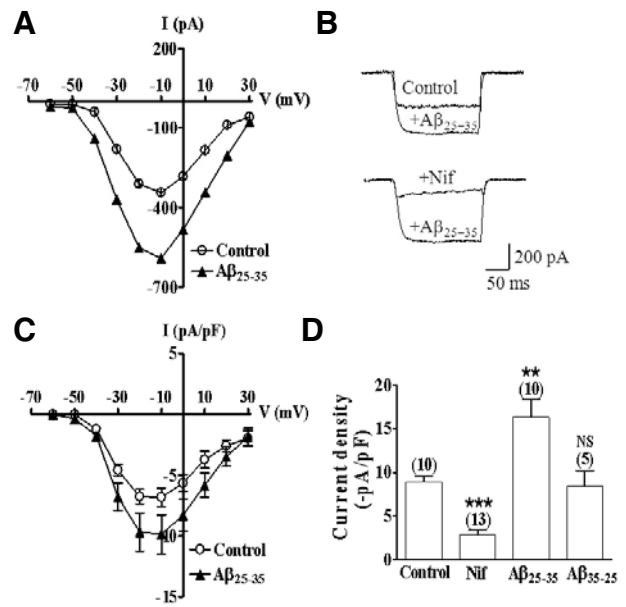 A
I (pA)
200
-70 -50 -30 -10 10 30
V (mV)
-100
-400
-700
Control
Aβ25-35
B
Control
+Aβ25-35
+Nif
+Aβ25-35
200 pA
50 ms
C
I (pA/pF)
5
-70 -50 -30 -10 10 30
V (mV)
-5
-10
-15
Control
Aβ25-35
D
Current density
(-pA/pF)
20
15
10
5
0
(10)
***
(13)
**
(10)
NS
(5)
Control Nif Aβ25-35 Aβ35-25